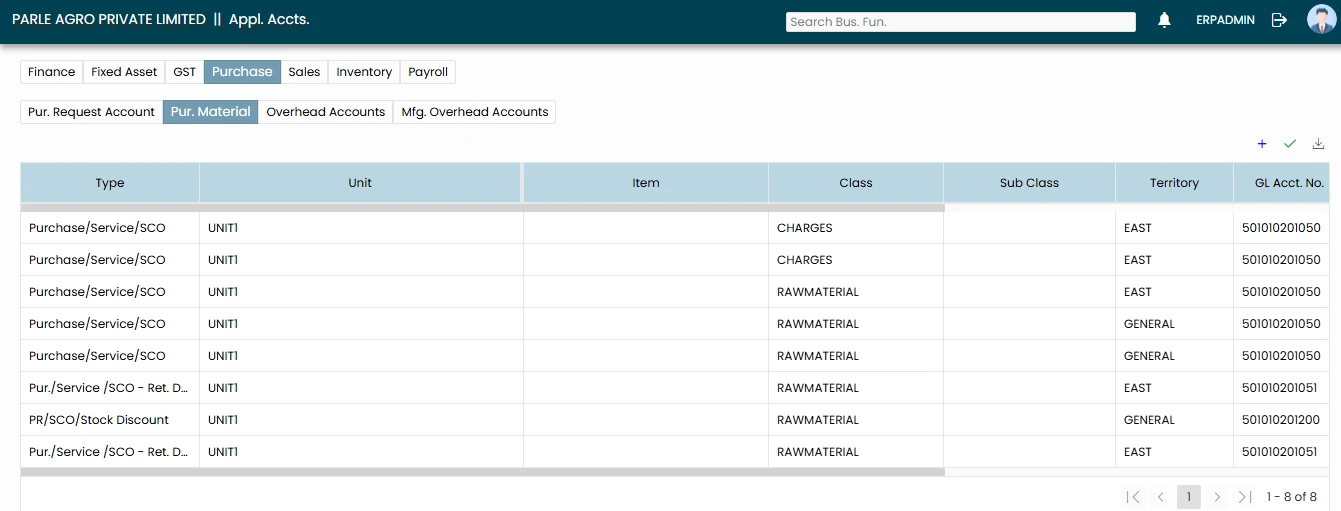 PARLE AGRO PRIVATE LIMITED || Appl. Accts.
Search Bus. Fun.
ERPADMIN
Finance Fixed Asset GST Purchase Sales Inventory Payroll
Pur. Request Account Pur. Material Overhead Accounts Mfg. Overhead Accounts
Type Unit Item Class Sub Class Territory GL Acct. No.
Purchase/Service/SCO UNIT1 CHARGES EAST 501010201050
Purchase/Service/SCO UNIT1 CHARGES EAST 501010201050
Purchase/Service/SCO UNIT1 RAWMATERIAL EAST 501010201050
Purchase/Service/SCO UNIT1 RAWMATERIAL GENERAL 501010201050
Purchase/Service/SCO UNIT1 RAWMATERIAL GENERAL 501010201050
Pur./Service /SCO - Ret. D... UNIT1 RAWMATERIAL EAST 501010201051
PR/SCO/Stock Discount UNIT1 RAWMATERIAL GENERAL 501010201200
Pur./Service /SCO - Ret. D... UNIT1 RAWMATERIAL EAST 501010201051
1 1 - 8 of 8